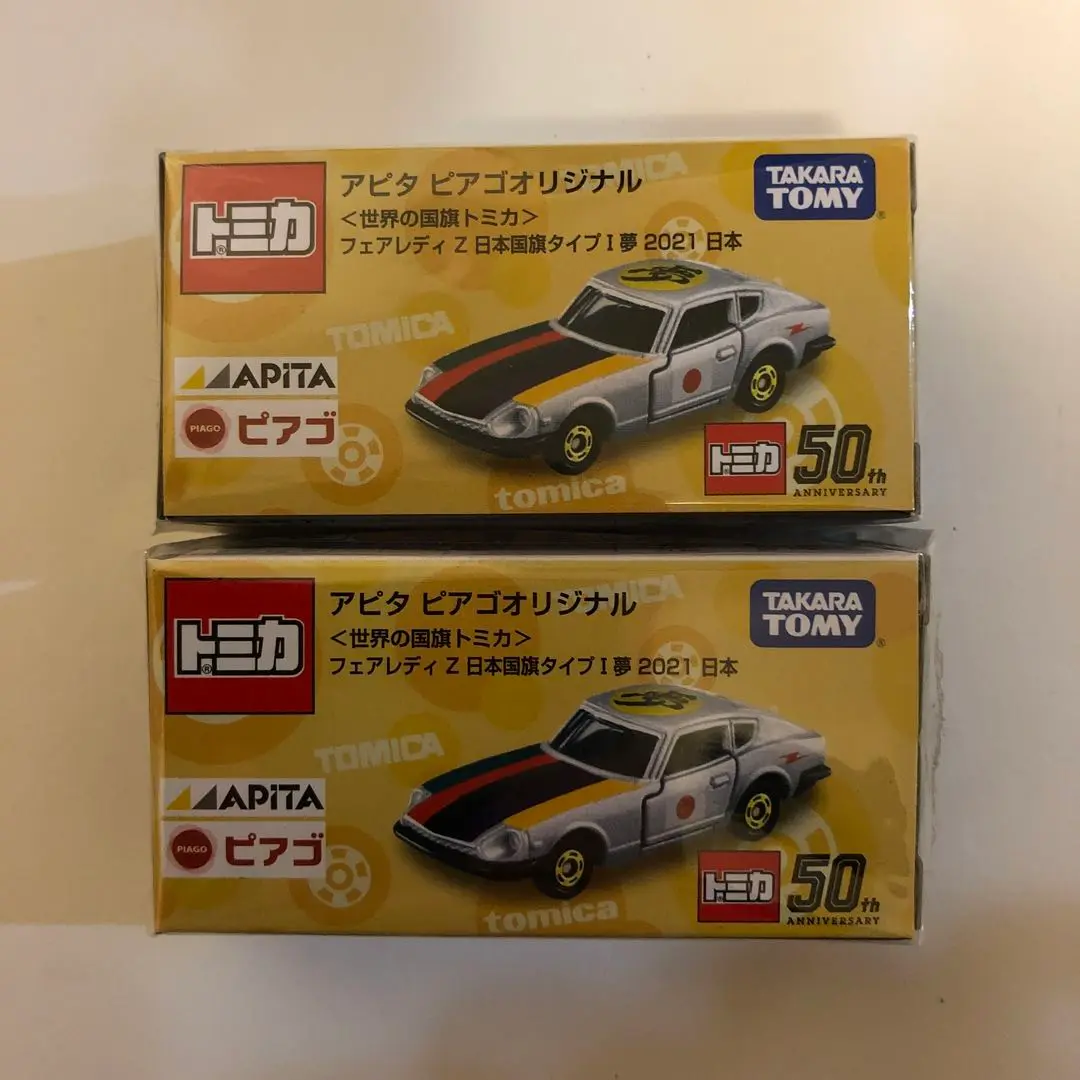 トミカ
®
アピタ ピアゴオリジナル
<世界の国旗トミカ>
フェアレディ Z 日本国旗タイプ I 夢 2021 日本
TAKARA
TOMY
®
TOMICA
TOMICA
夢
APiTA
PIAGO ピアゴ
tomica
トミカ
50th
ANNIVERSARY
トミカ
®
アピタ ピアゴオリジナル
<世界の国旗トミカ>
フェアレディ Z 日本国旗タイプ I 夢 2021 日本
TAKARA
TOMY
®
TOMICA
TOMICA
夢
APiTA
PIAGO ピアゴ
tomica
トミカ
50th
ANNIVERSARY